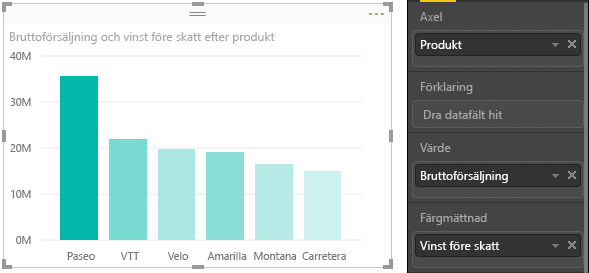 Bruttoförsäljning och vinst före skatt efter produkt
40M
30M
20M
10M
0M
Paseo VTT Velo Amarilla Montana Carretera
Axel
Produkt
Förklaring
Dra datafält hit
Värde
Bruttoförsäljning
Färgmättnad
Vinst före skatt